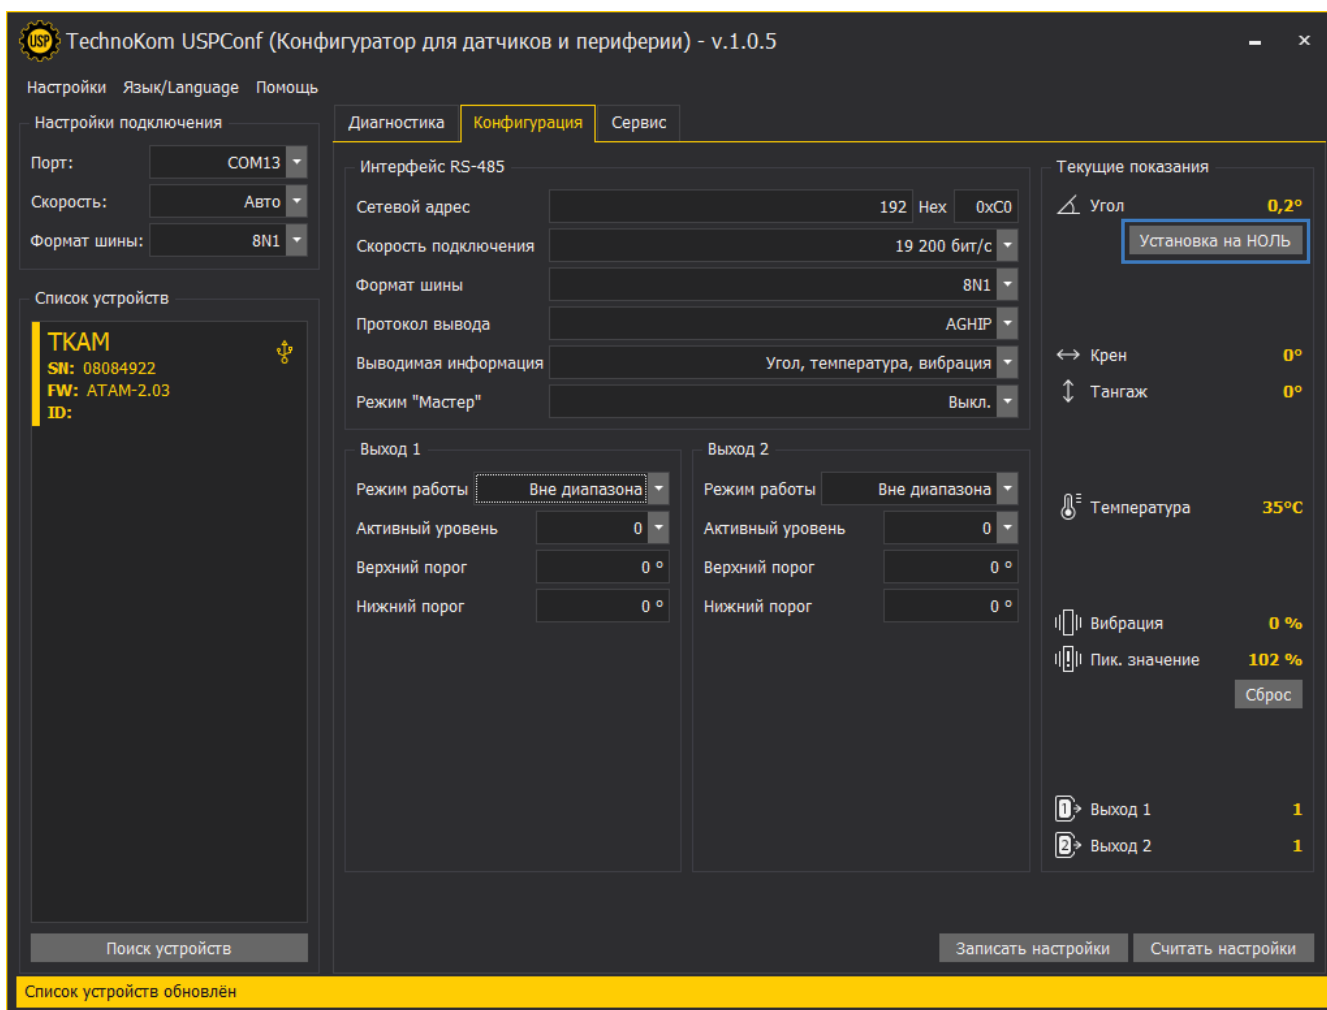 USP TechnoKom USPConf (Конфигуратор для датчиков и периферии) - v.1.0.5
Настройки Язык/Language Помощь
Настройки подключения
Порт: COM13
Скорость: Авто
Формат шины: 8N1
Список устройств
TKAM
SN: 08084922
FW: ATAM-2.03
ID:
Поиск устройств
Диагностика Конфигурация Сервис
Интерфейс RS-485
Сетевой адрес 192 Hex 0xC0
Скорость подключения 19 200 бит/с
Формат шины 8N1
Протокол вывода AGHIP
Выводимая информация Угол, температура, вибрация
Режим "Мастер" Выкл.
Выход 1
Режим работы Вне диапазона
Активный уровень 0
Верхний порог 0 °
Нижний порог 0 °
Выход 2
Режим работы Вне диапазона
Активный уровень 0
Верхний порог 0 °
Нижний порог 0 °
Текущие показания
Угол 0,2°
Установка на НОЛЬ
Крен 0°
Тангаж 0°
Температура 35°C
Вибрация 0 %
Пик. значение 102 %
Сброс
1 Выход 1 1
2 Выход 2 1
Записать настройки Считать настройки
Список устройств обновлён